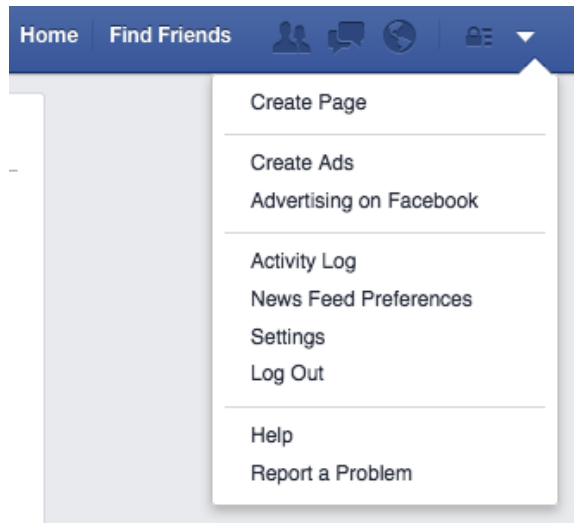 Home Find Friends
Create Page
Create Ads
Advertising on Facebook
Activity Log
News Feed Preferences
Settings
Log Out
Help
Report a Problem